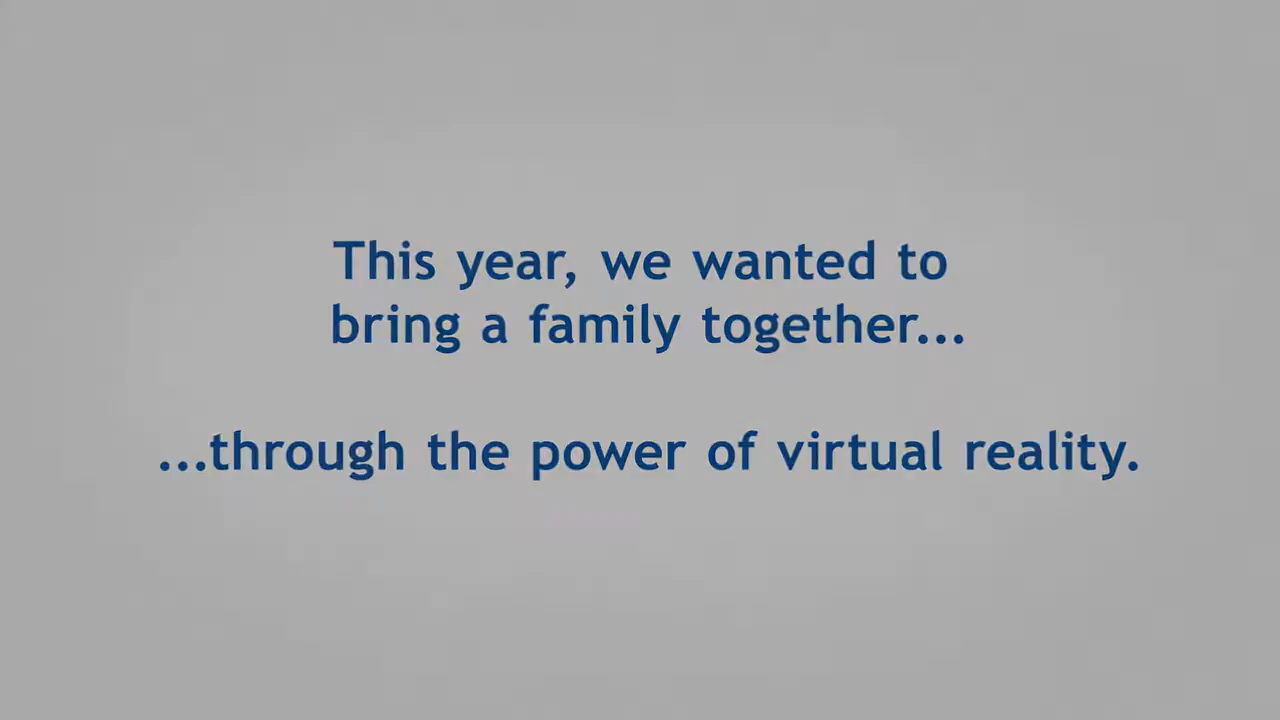 This year, we wanted to
bring a family together...
...through the power of virtual reality.